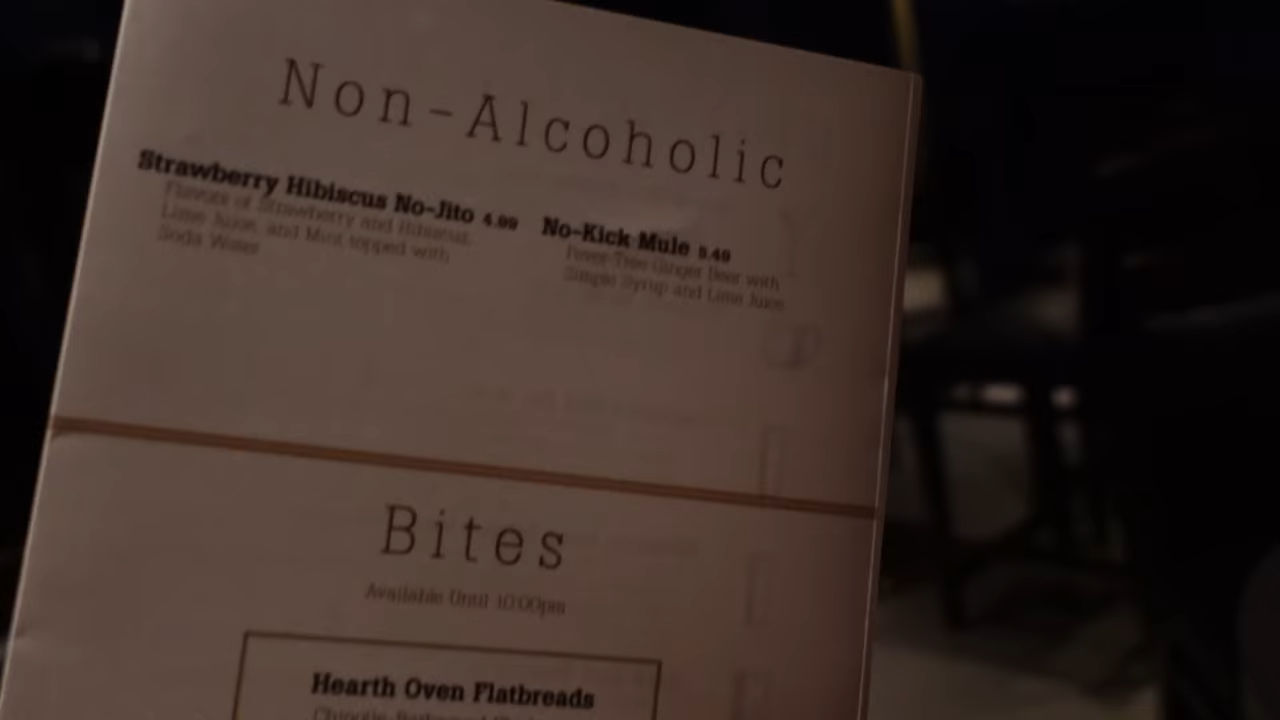 Non-Alcoholic
Strawberry Hibiscus No-Jito 4.99
Flavors of Strawberry and Hibiscus,
Lime Juice, and Mint topped with
Soda Water
No-Kick Mule 5.49
Fever-Tree Ginger Beer with
Simple Syrup and Lime Juice
Bites
Available Until 10:00pm
Hearth Oven Flatbreads